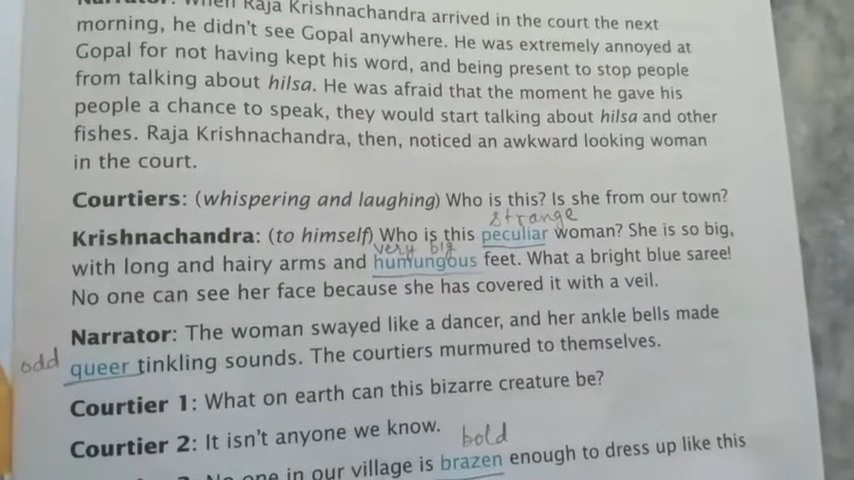 Narrator: When Raja Krishnachandra arrived in the court the next
morning, he didn't see Gopal anywhere. He was extremely annoyed at
Gopal for not having kept his word, and being present to stop people
from talking about hilsa. He was afraid that the moment he gave his
people a chance to speak, they would start talking about hilsa and other
fishes. Raja Krishnachandra, then, noticed an awkward looking woman
in the court.
Courtiers: (whispering and laughing) Who is this? Is she from our town?
strange
Krishnachandra: (to himself) Who is this peculiar woman? She is so big,
very big
with long and hairy arms and humungous feet. What a bright blue saree!
No one can see her face because she has covered it with a veil.
Narrator: The woman swayed like a dancer, and her ankle bells made
odd queer tinkling sounds. The courtiers murmured to themselves.
Courtier 1: What on earth can this bizarre creature be?
Courtier 2: It isn't anyone we know.
bold
No one in our village is brazen enough to dress up like this